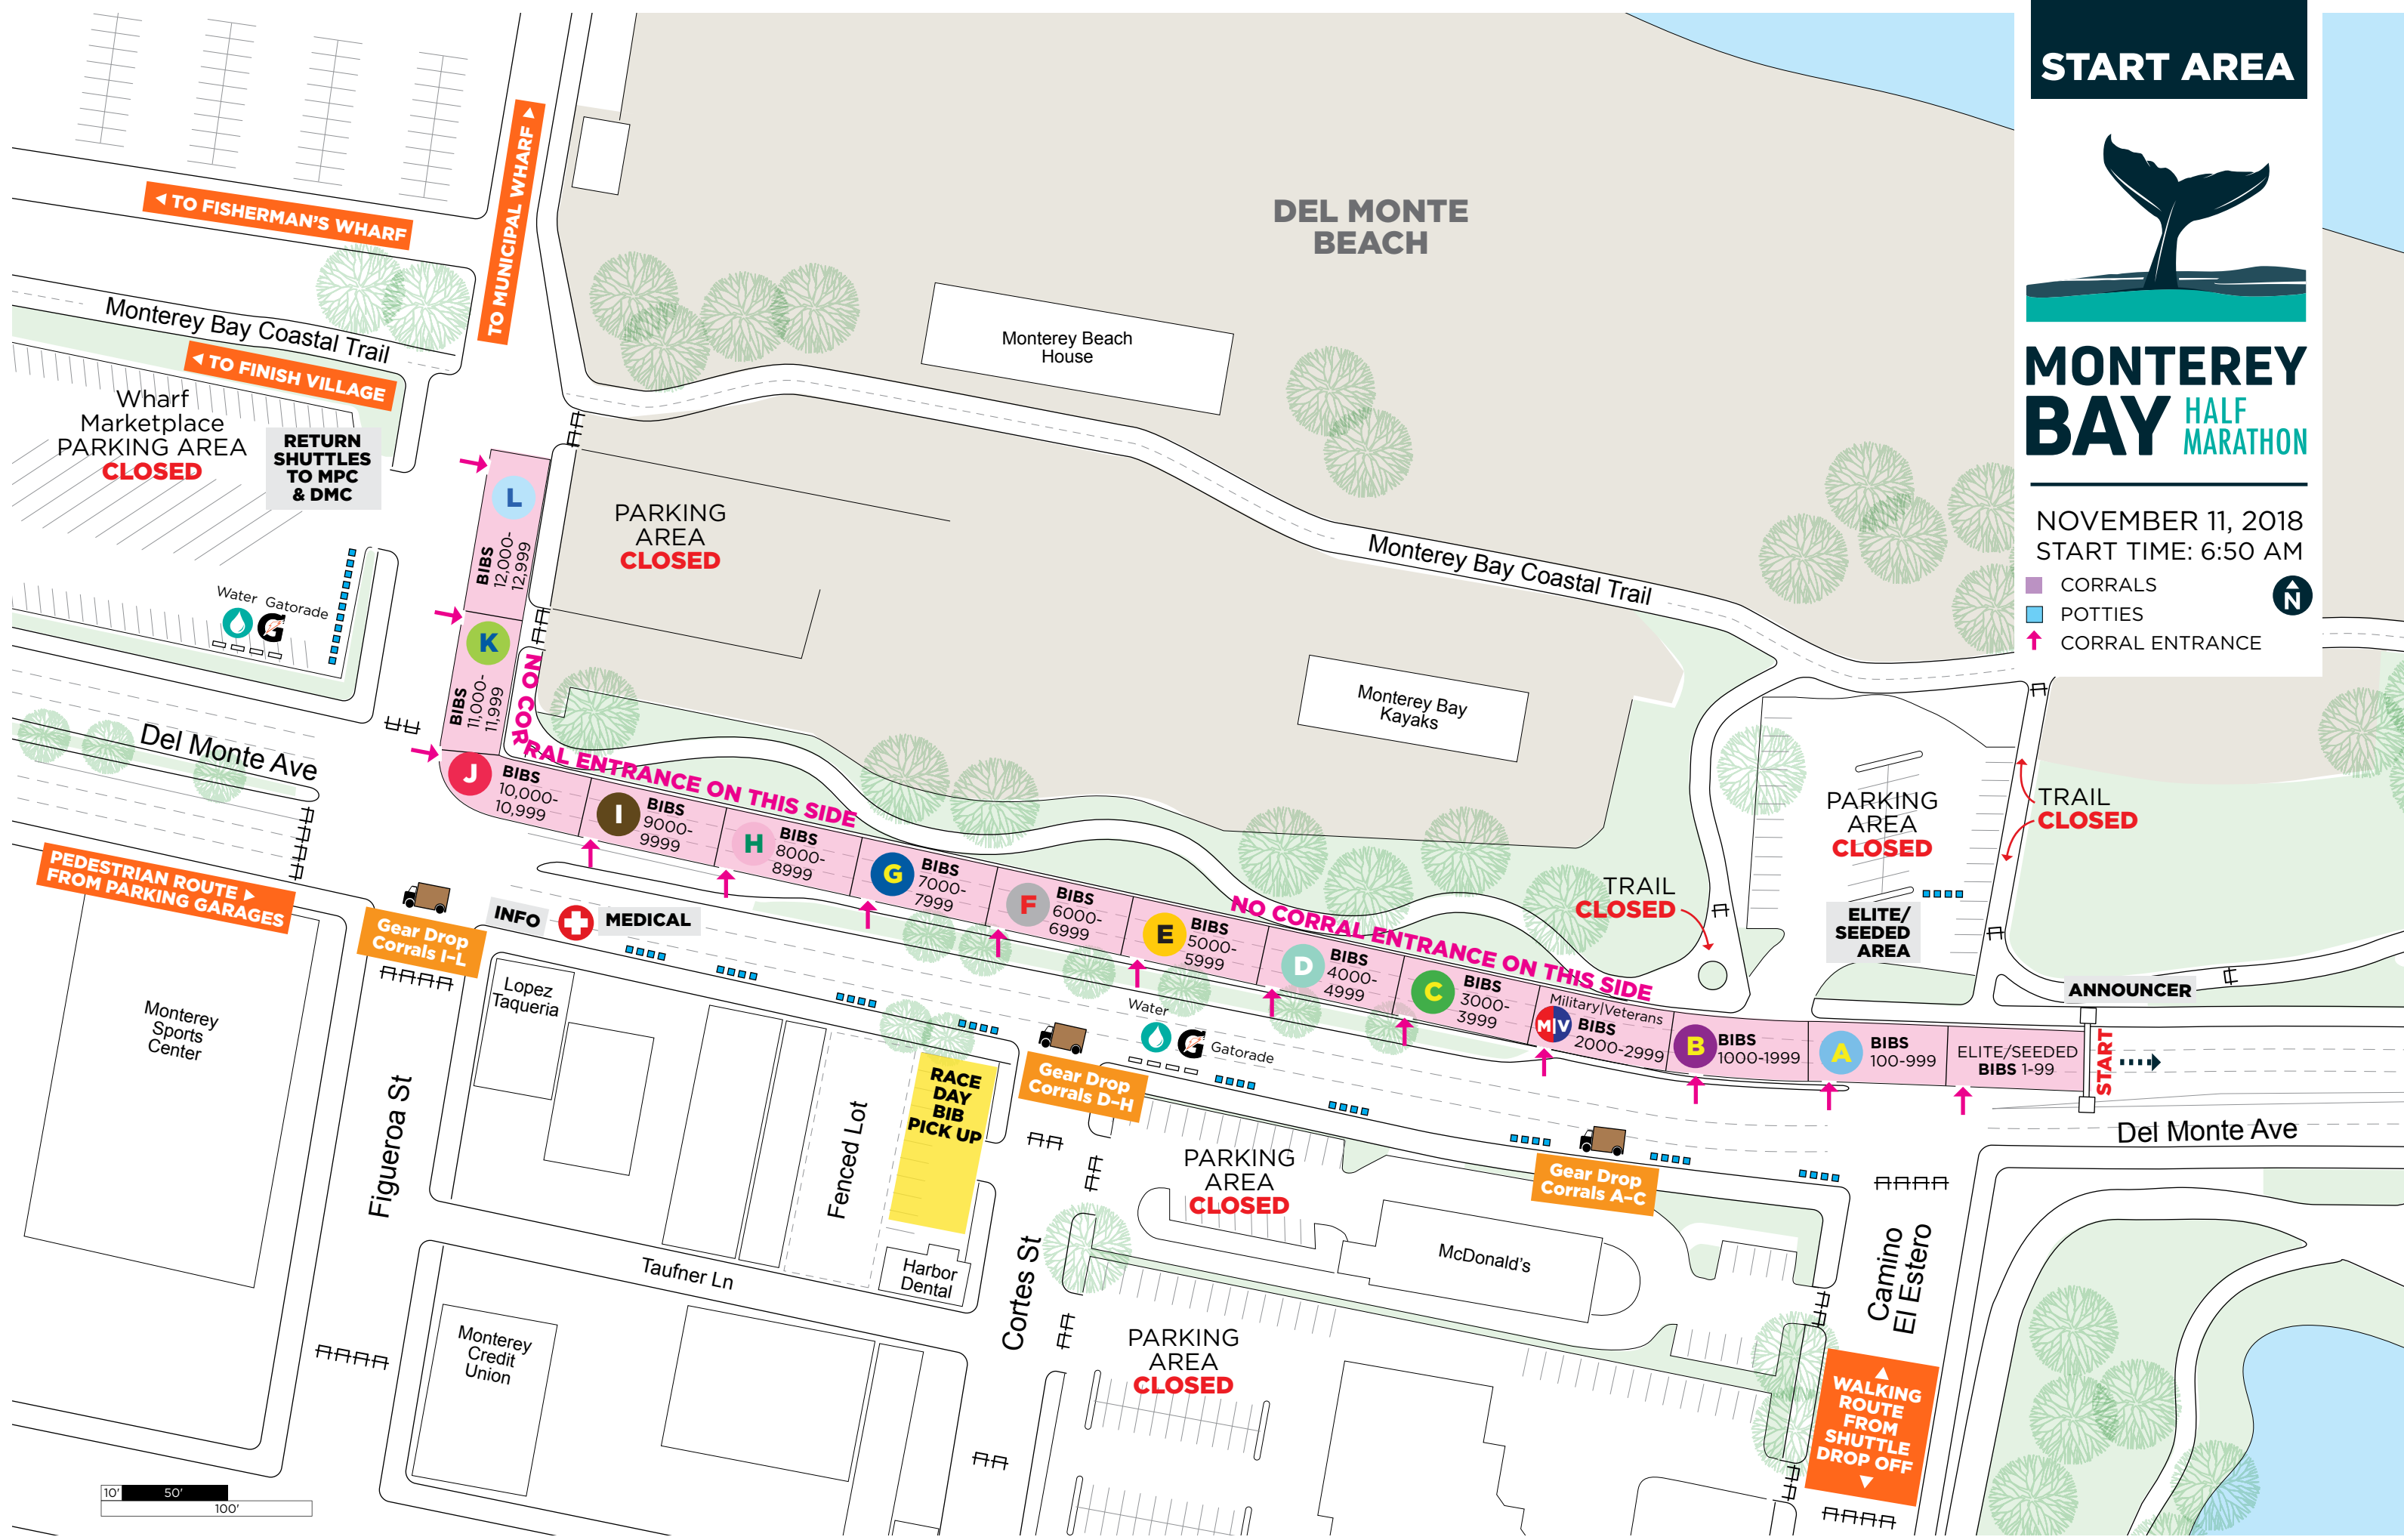 START AREA
MONTEREY
BAY HALF
MARATHON
NOVEMBER 11, 2018
START TIME: 6:50 AM
CORRALS
POTTIES
CORRAL ENTRANCE
N
TO MUNICIPAL WHARF
TO FISHERMAN'S WHARF
DEL MONTE
BEACH
Monterey Bay Coastal Trail
TO FINISH VILLAGE
Monterey Beach
House
Wharf
Marketplace
PARKING AREA
CLOSED
RETURN
SHUTTLES
TO MPC
& DMC
L
BIBS
12,000-
12,999
PARKING
AREA
CLOSED
Monterey Bay Coastal Trail
Water Gatorade
G
K
BIBS
11,000-
11,999
Monterey Bay
Kayaks
NO CORRAL ENTRANCE ON THIS SIDE
Del Monte Ave
J
BIBS
10,000-
10,999
I
BIBS
9000-
9999
H
BIBS
8000-
8999
G
BIBS
7000-
7999
F
BIBS
6000-
6999
E
BIBS
5000-
5999
D
BIBS
4000-
4999
C
BIBS
3000-
3999
Military|Veterans
M|V
BIBS
2000-2999
B
BIBS
1000-1999
A
BIBS
100-999
ELITE/SEEDED
BIBS 1-99
START
NO CORRAL ENTRANCE ON THIS SIDE
TRAIL
CLOSED
PARKING
AREA
CLOSED
TRAIL
CLOSED
ELITE/
SEEDED
AREA
ANNOUNCER
Del Monte Ave
PEDESTRIAN ROUTE
FROM PARKING GARAGES
Gear Drop
Corrals I–L
INFO
MEDICAL
Water
G
Gatorade
Gear Drop
Corrals D–H
Gear Drop
Corrals A–C
Monterey
Sports
Center
Figueroa St
Lopez
Taqueria
Fenced Lot
RACE
DAY
BIB
PICK UP
Harbor
Dental
Taufner Ln
Cortes St
PARKING
AREA
CLOSED
McDonald's
Camino
El Estero
Monterey
Credit
Union
PARKING
AREA
CLOSED
WALKING
ROUTE
FROM
SHUTTLE
DROP OFF
10' 50'
100'